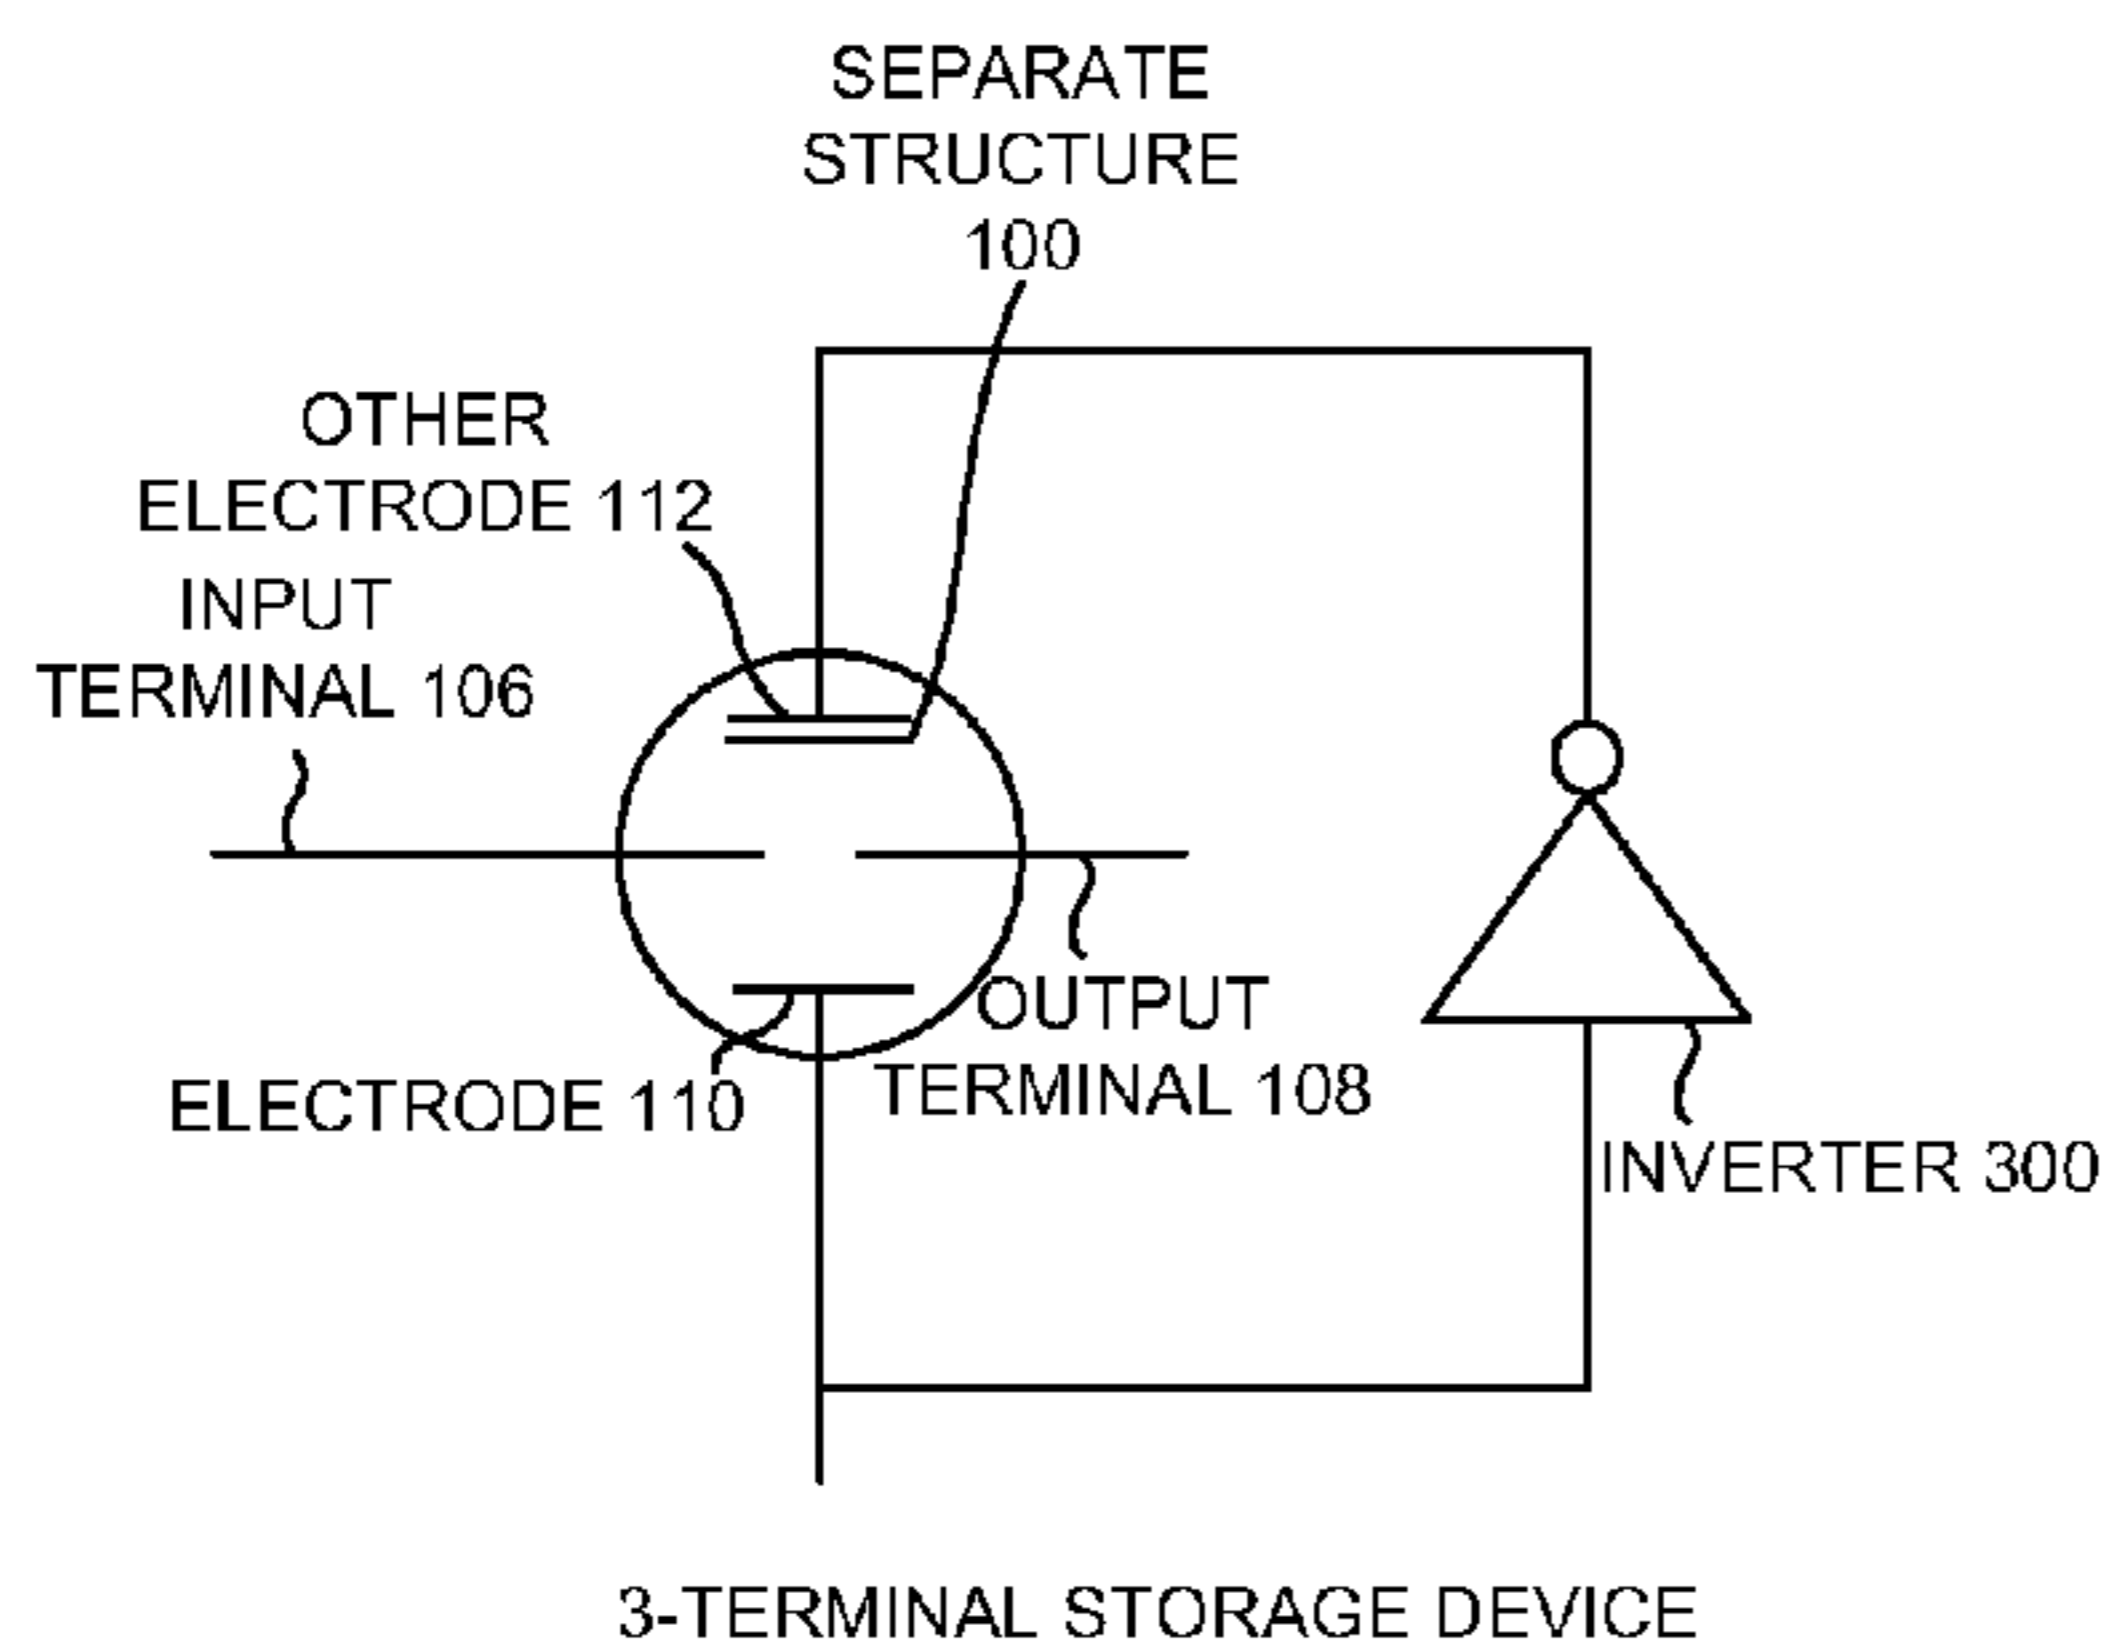 SEPARATE
STRUCTURE
100
OTHER
ELECTRODE 112
INPUT
TERMINAL 106
OUTPUT
TERMINAL 108
ELECTRODE 110
INVERTER 300
3-TERMINAL STORAGE DEVICE